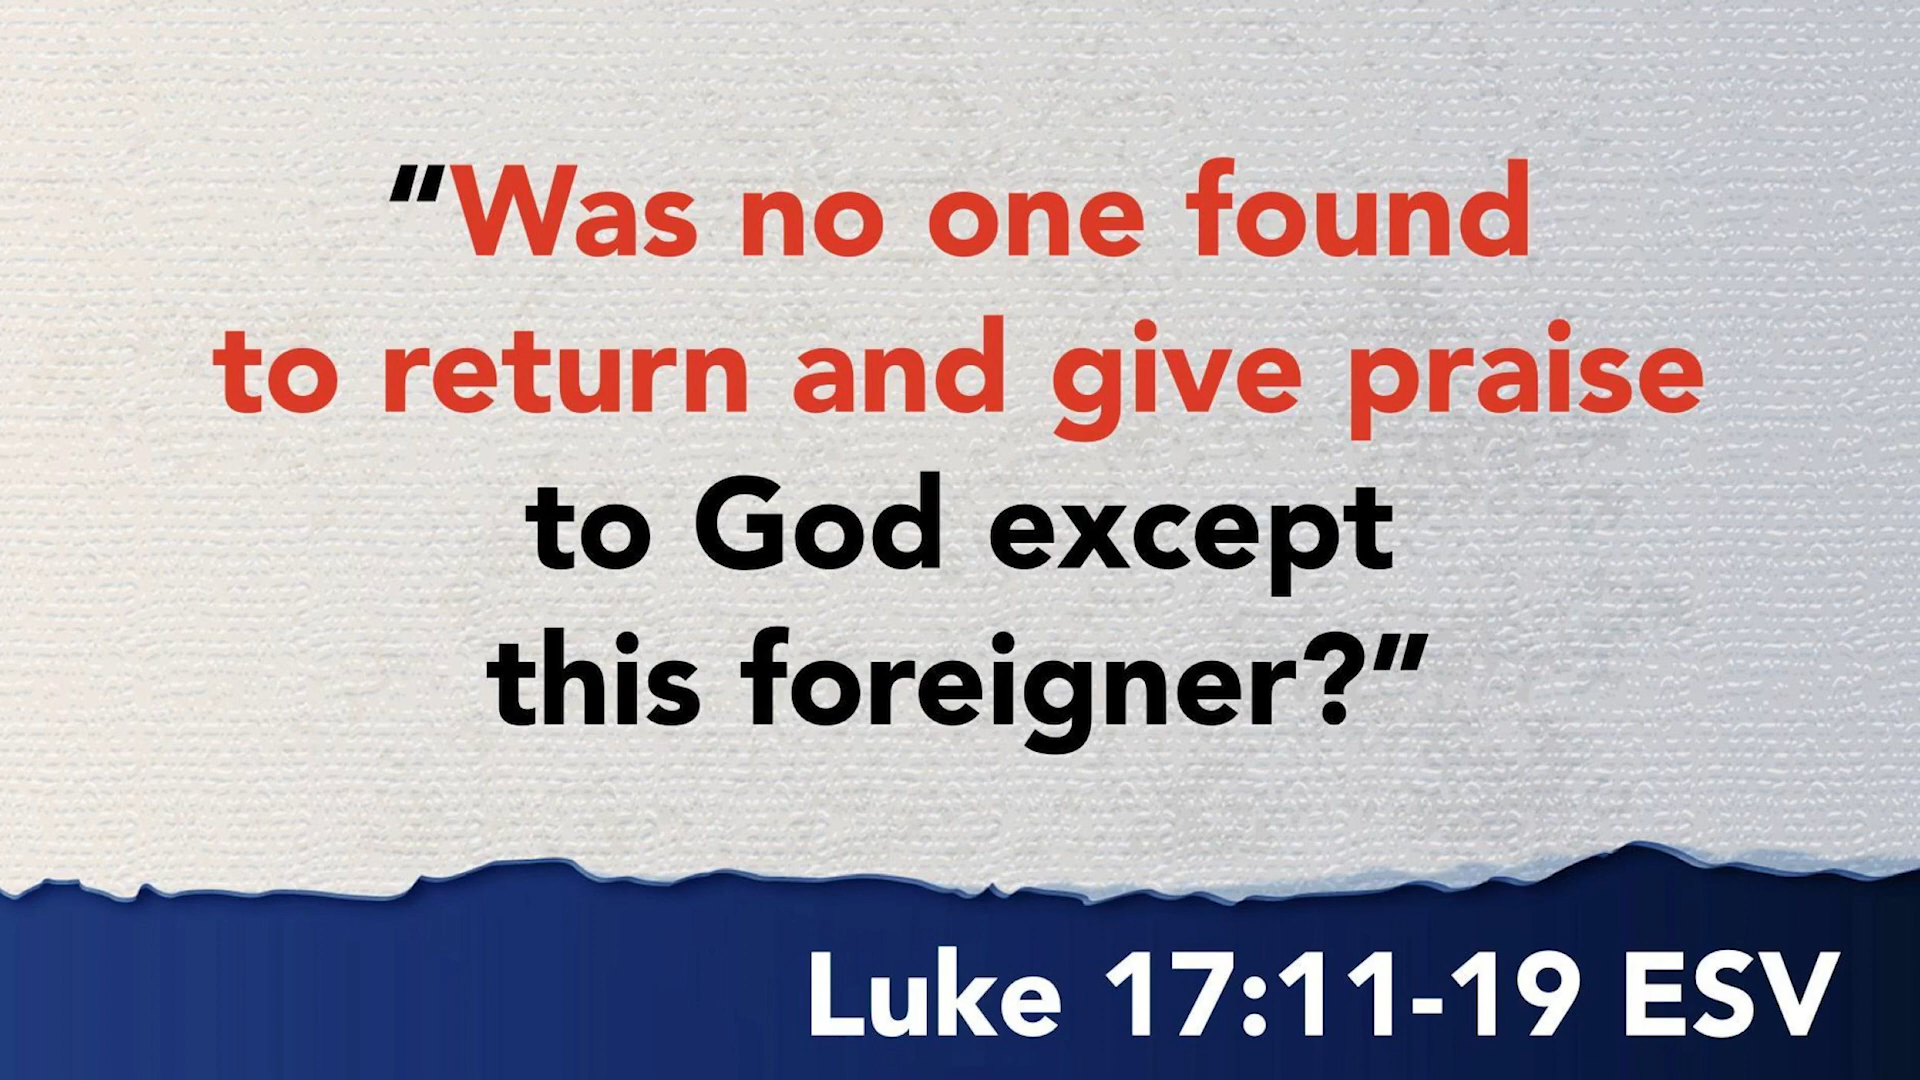 "Was no one found
to return and give praise
to God except
this foreigner?"
Luke 17:11-19 ESV